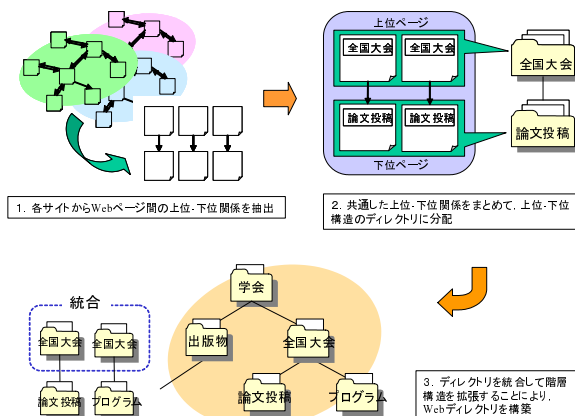 上位ページ
全国大会
全国大会
全国大会
論文投稿
論文投稿
論文投稿
下位ページ
1. 各サイトからWebページ間の上位-下位関係を抽出
2. 共通した上位-下位関係をまとめて, 上位-下位
構造のディレクトリに分配
統合
全国大会
全国大会
論文投稿
プログラム
学会
出版物
全国大会
論文投稿
プログラム
3. ディレクトリを統合して階層
構造を拡張することにより,
Webディレクトリを構築